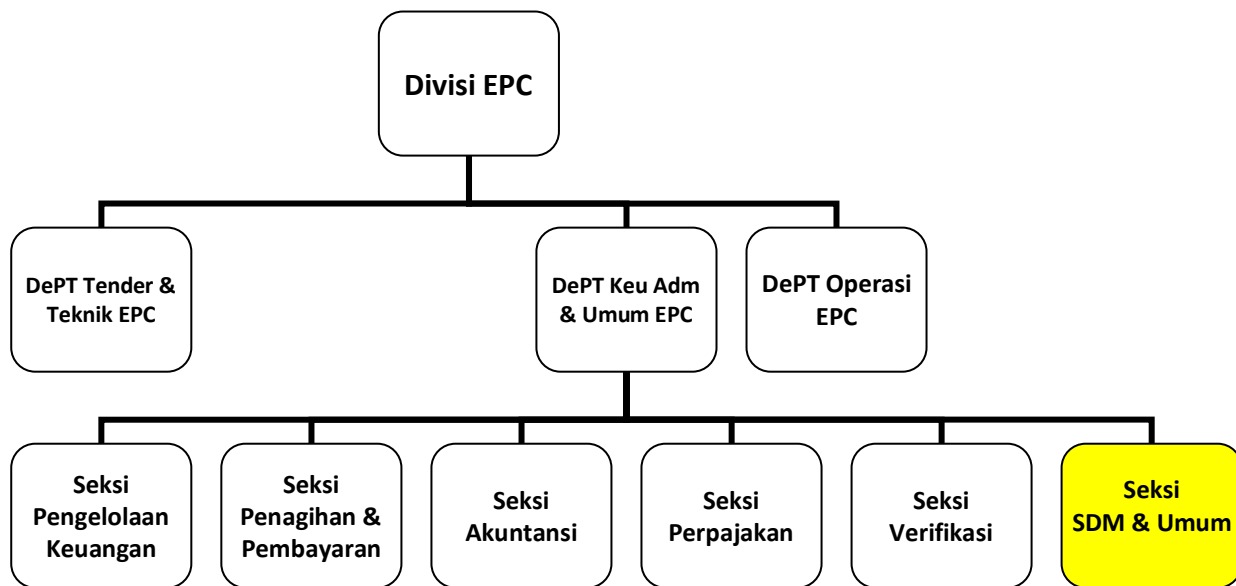 Divisi EPC
DePT Tender &
Teknik EPC
DePT Keu Adm
& Umum EPC
DePT Operasi
EPC
Seksi
Pengelolaan
Keuangan
Seksi
Penagihan &
Pembayaran
Seksi
Akuntansi
Seksi
Perpajakan
Seksi
Verifikasi
Seksi
SDM & Umum